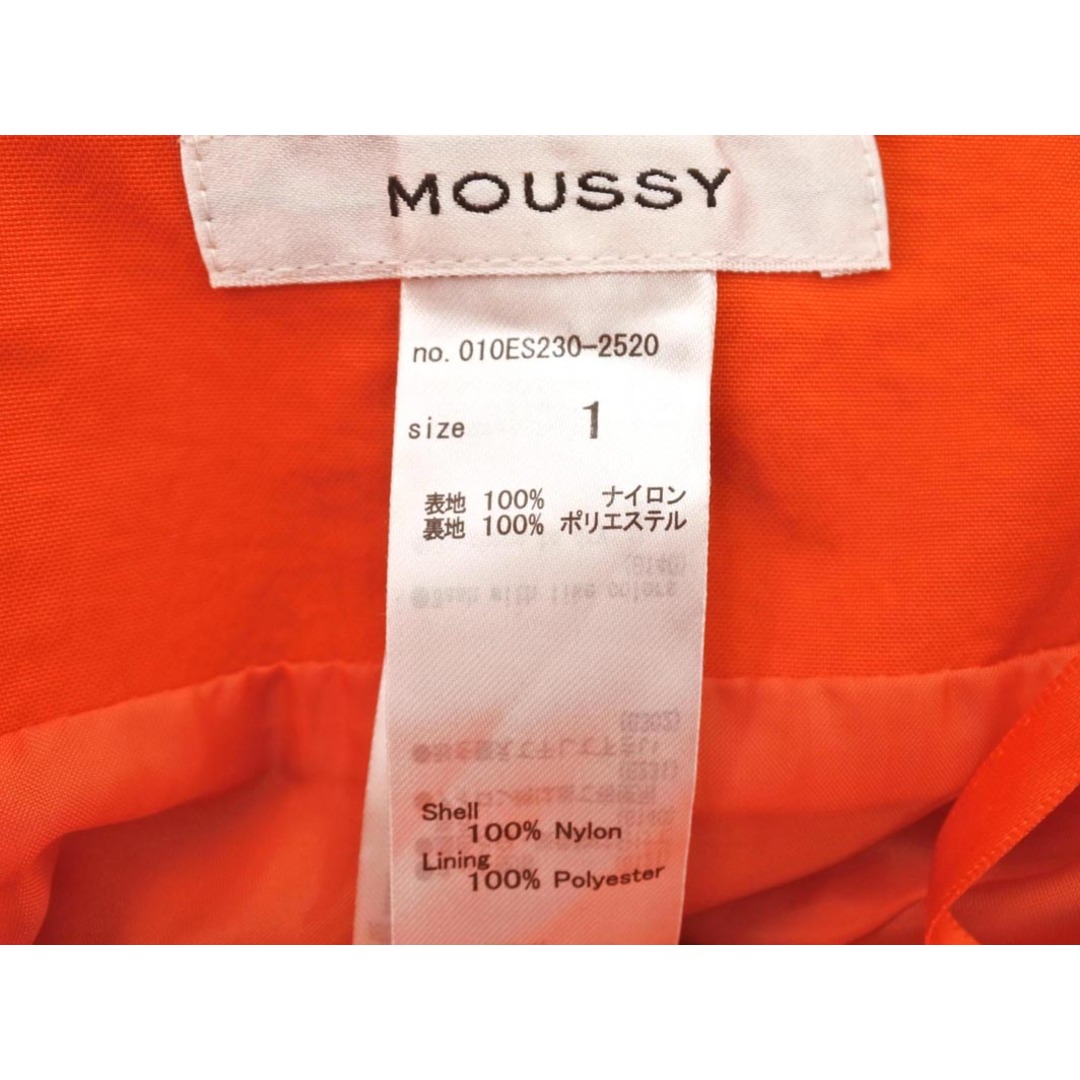 MOUSSY
no. 010ES230-2520
size 1
表地 100% ナイロン
裏地 100% ポリエステル
Shell
100% Nylon
Lining
100% Polyester